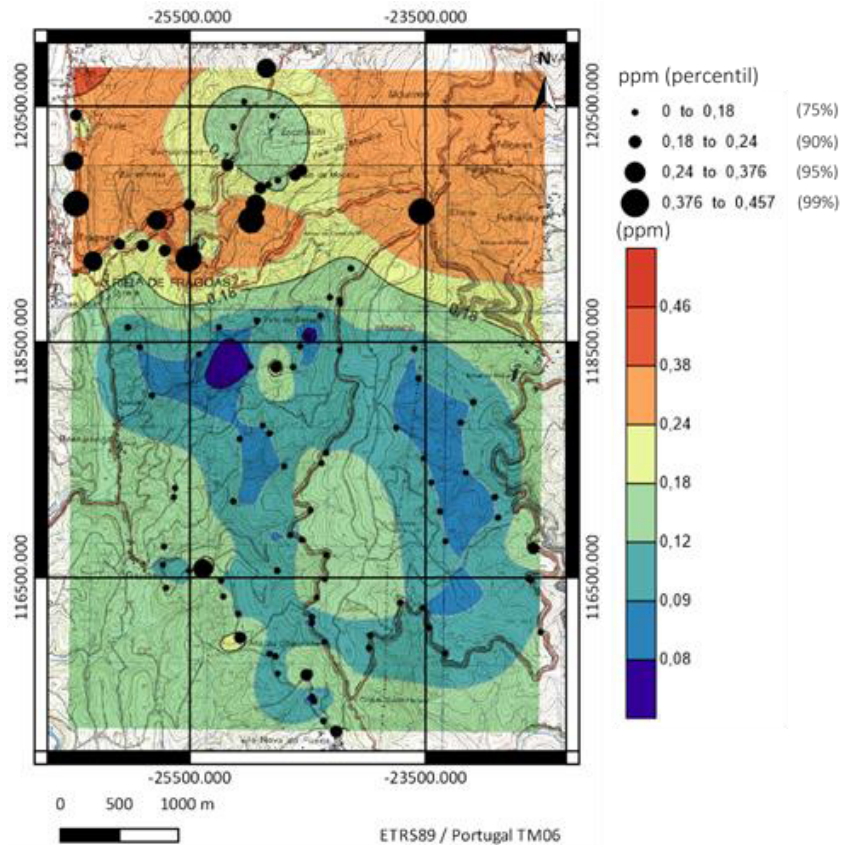 -25500.000 -23500.000
N
120500.000 120500.000
118500.000 118500.000
116500.000 116500.000
0,18
0,18
-25500.000 -23500.000
0 500 1000 m
ETRS89 / Portugal TM06
ppm (percentil)
0 to 0,18 (75%)
0,18 to 0,24 (90%)
0,24 to 0,376 (95%)
0,376 to 0,457 (99%)
(ppm)
0,46
0,38
0,24
0,18
0,12
0,09
0,08